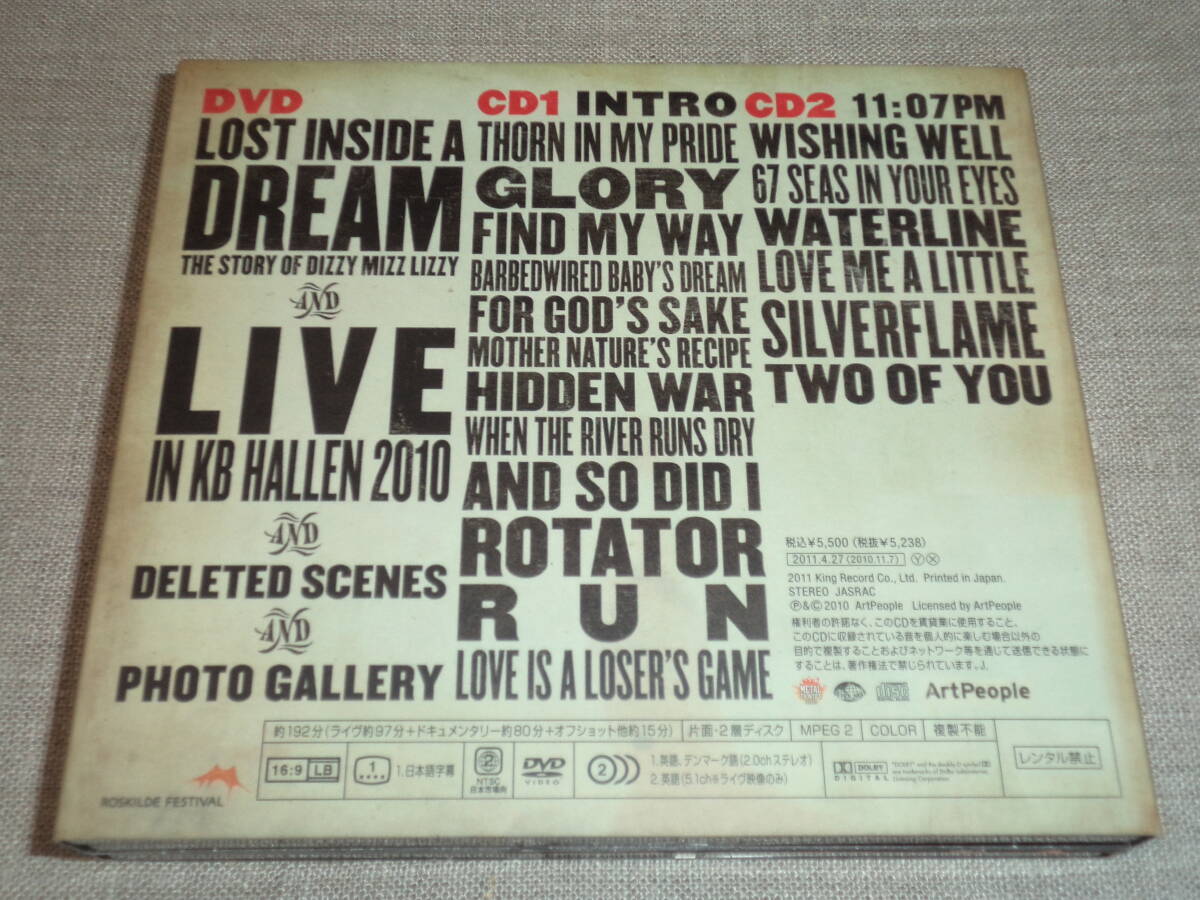 DVD
LOST INSIDE A
DREAM
THE STORY OF DIZZY MIZZ LIZZY
AND
LIVE
IN KB HALLEN 2010
AND
DELETED SCENES
AND
PHOTO GALLERY
CD1 INTRO
THORN IN MY PRIDE
GLORY
FIND MY WAY
BARBEDWIRED BABY'S DREAM
FOR GOD'S SAKE
MOTHER NATURE'S RECIPE
HIDDEN WAR
WHEN THE RIVER RUNS DRY
AND SO DID I
ROTATOR
RUN
LOVE IS A LOSER'S GAME
CD2 11:07PM
WISHING WELL
67 SEAS IN YOUR EYES
WATERLINE
LOVE ME A LITTLE
SILVERFLAME
TWO OF YOU
税込¥5,500(税抜¥5,238)
2011.4.27(2010.11.7) Ⓨ Ⓧ
2011 King Record Co., Ltd. Printed in Japan.
STEREO JASRAC
Ⓟ&© 2010 ArtPeople Licensed by ArtPeople
権利者の許諾なく、このCDを賃貸業に使用すること、
このCDに収録されている音を個人的に楽しむ場合以外の
目的で複製することおよびネットワーク等を通じて送信できる状態に
することは、著作権法で禁じられています。J.
ArtPeople
約192分(ライヴ約97分+ドキュメンタリー約80分+オフショット他約15分) 片面・2層ディスク MPEG 2 COLOR 複製不能
16:9 LB
1
1.日本語字幕
2
NTSC
日本市場向
DVD
VIDEO
2
1.英語、デンマーク語(2.0chステレオ)
2.英語(5.1ch※ライヴ映像のみ)
DOLBY
DIGITAL
"DOLBY" and the double-D symbol
are trademarks of Dolby Laboratories
Licensing Corporation
レンタル禁止
ROSKILDE FESTIVAL